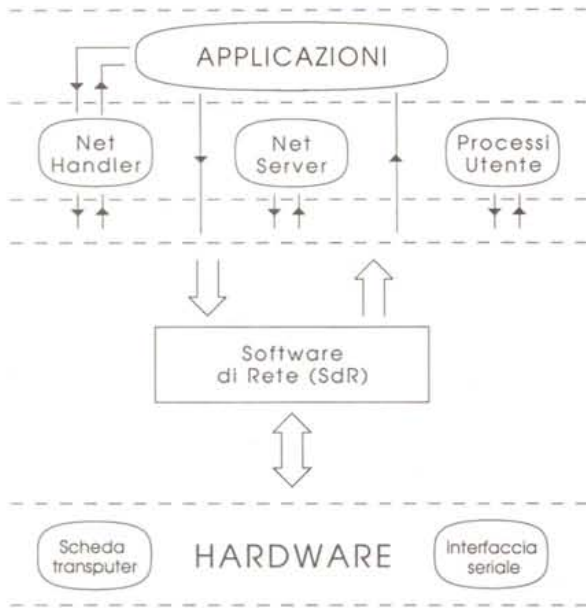 APPLICAZIONI
Net
Handler
Net
Server
Processi
Utente
Software
di Rete (SdR)
Scheda
transputer
HARDWARE
Interfaccia
seriale